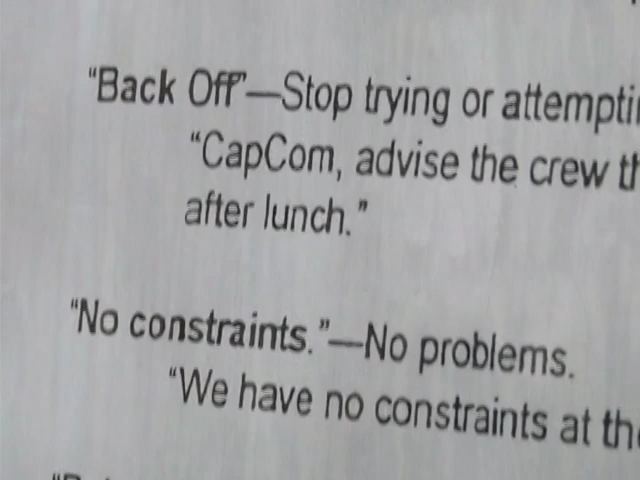 “Back Off”—Stop trying or
“CapCom, advise the crew
after lunch.”
“No constraints.”—No problems.
“We have no constraints at